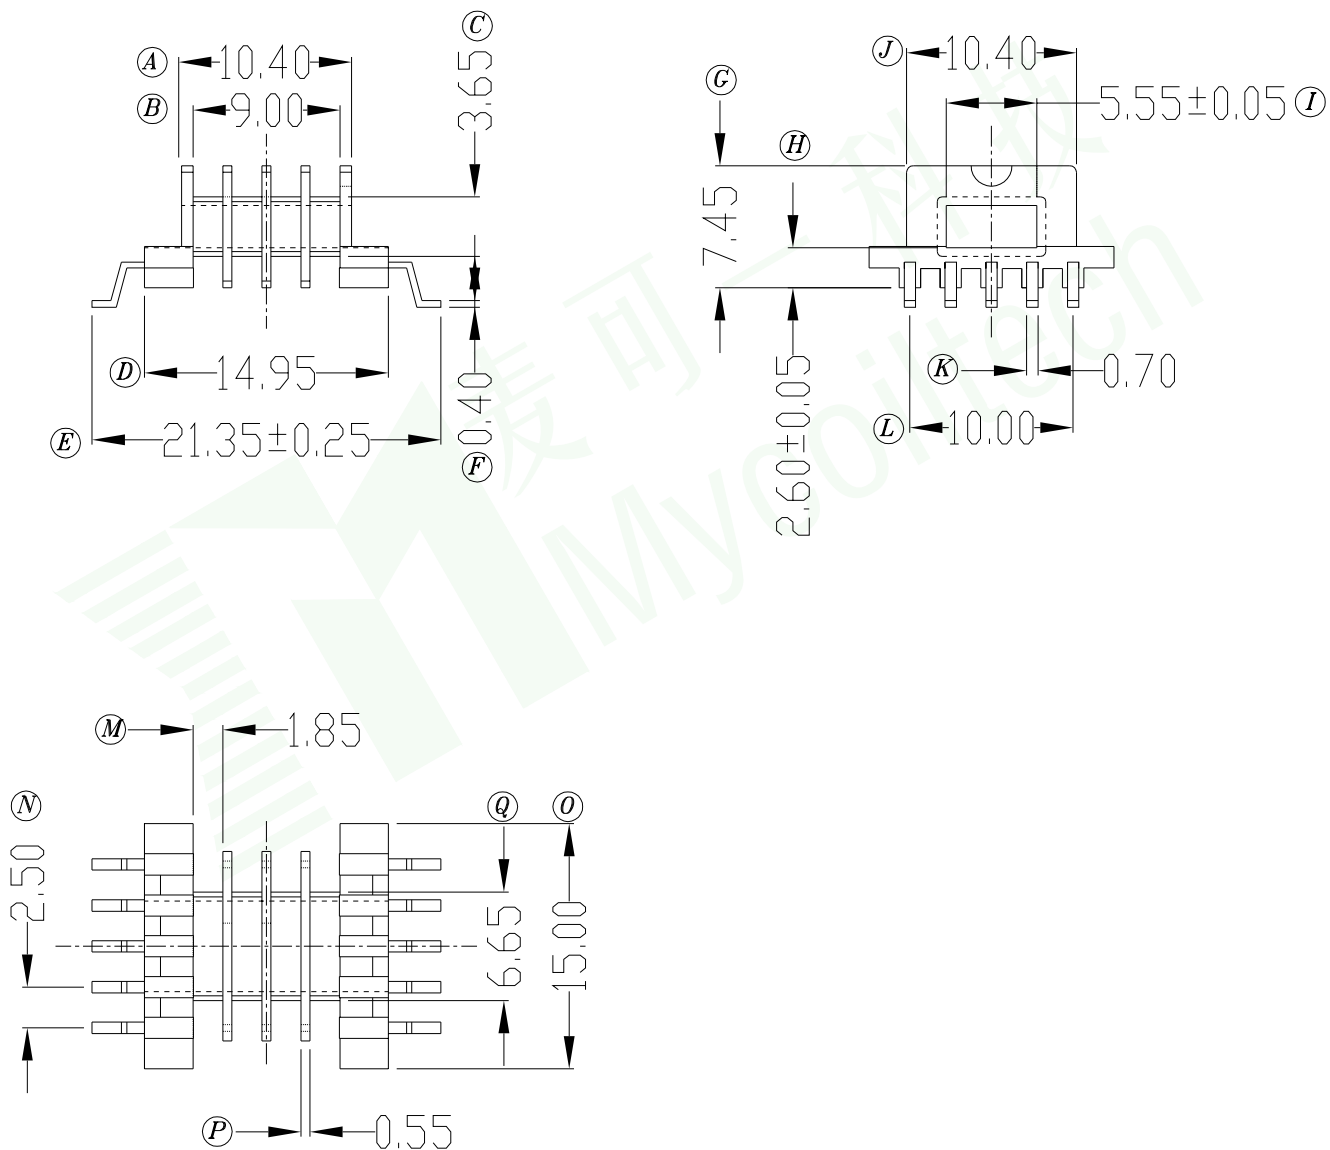 A 10.40
B 9.00
C 3.65
D 14.95
E 21.35±0.25
F 0.40
G 7.45
H 2.60±0.05
I 5.55±0.05
J 10.40
K 0.70
L 10.00
M 1.85
N 2.50
Q 6.65
O 15.00
P 0.55
麦可一科技
Mycoiltech